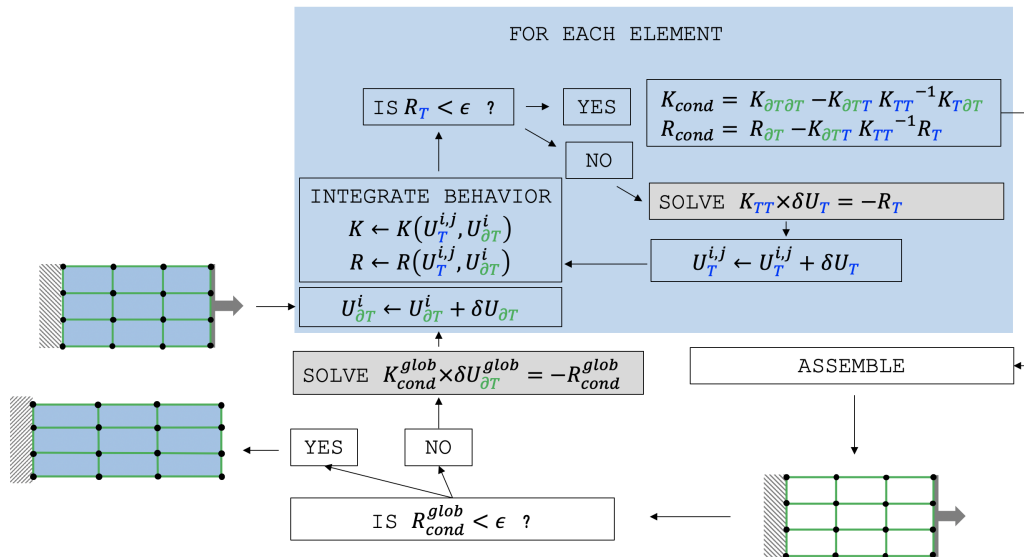 FOR EACH ELEMENT
IS R_T < ϵ ?
YES
NO
K_cond = K_∂T∂T − K_∂TT K_TT^−1 K_T∂T
R_cond = R_∂T − K_∂TT K_TT^−1 R_T
INTEGRATE BEHAVIOR
K ← K(U_T^i,j, U_∂T^i)
R ← R(U_T^i,j, U_∂T^i)
SOLVE K_TT × δU_T = −R_T
U_T^i,j ← U_T^i,j + δU_T
U_∂T^i ← U_∂T^i + δU_∂T
SOLVE K_cond^glob × δU_∂T^glob = −R_cond^glob
ASSEMBLE
YES
NO
IS R_cond^glob < ϵ ?